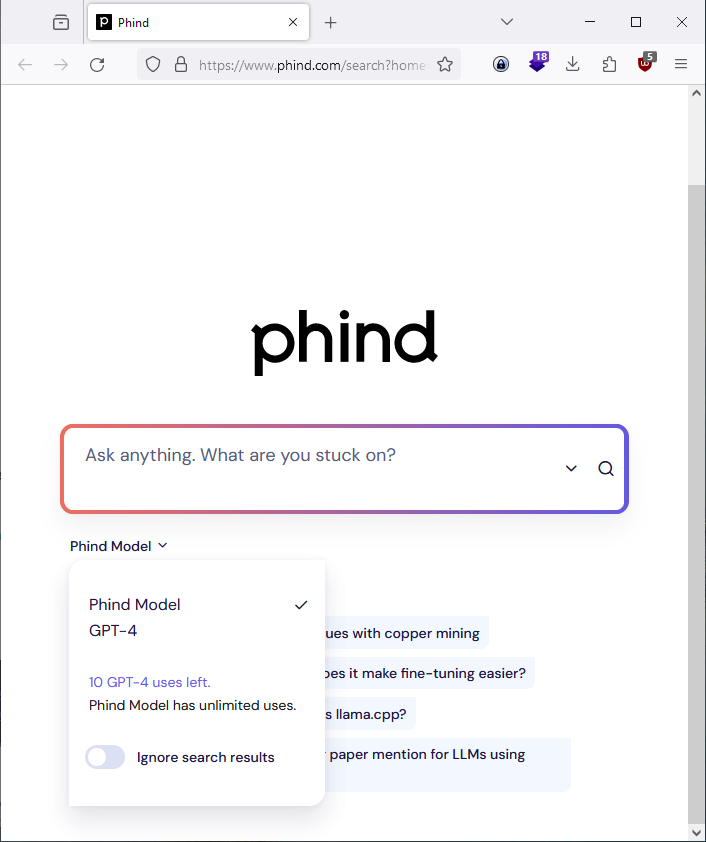 Phind
https://www.phind.com/search?home
18
5
phind
Ask anything. What are you stuck on?
Phind Model
Phind Model
GPT-4
10 GPT-4 uses left.
Phind Model has unlimited uses.
Ignore search results
ues with copper mining
oes it make fine-tuning easier?
s llama.cpp?
paper mention for LLMs using